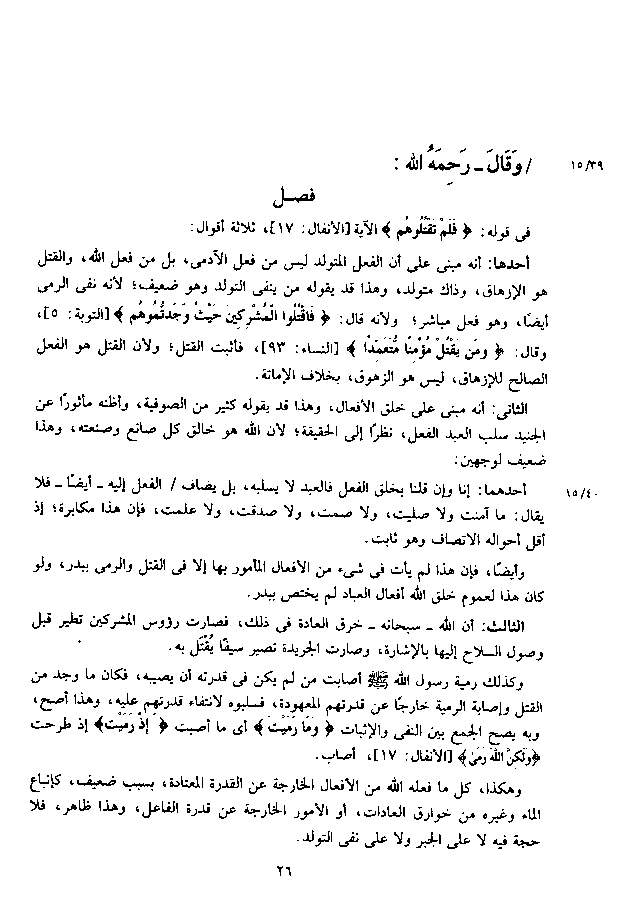 ١٥/٣٩
/ وَقَالَ ـ رَحِمَهُ الله :
فصــل
فى قوله: ﴿ فَلَمْ تَقْتُلُوهُمْ ﴾ الآية [الأنفال: ١٧]، ثلاثة أقوال:
أحدها: أنه مبنى على أن الفعل المتولد ليس من فعل الآدمى، بل من فعل الله، والقتل
هو الإزهاق، وذاك متولد، وهذا قد يقوله من ينفى التولد وهو ضعيف؛ لأنه نفى الرمى
أيضًا، وهو فعل مباشر؛ ولأنه قال: ﴿ فَاقْتُلُوا الْمُشْرِكِينَ حَيْثُ وَجَدتُّمُوهُمْ ﴾ [التوبة: ٥]،
وقال: ﴿ وَمَن يَقْتُلْ مُؤْمِنًا مُّتَعَمِّدًا ﴾ [النساء: ٩٣]، فأثبت القتل؛ ولأن القتل هو الفعل
الصالح للإزهاق، ليس هو الزهوق، بخلاف الإماتة.
الثانى: أنه مبنى على خلق الأفعال، وهذا قد يقوله كثير من الصوفية، وأظنه مأثورًا عن
الجنيد سلب العبد الفعل، نظرًا إلى الحقيقة؛ لأن الله هو خالق كل صانع وصنعته، وهذا
ضعيف لوجهين:
١٥/٤٠
أحدهما: إنا وإن قلنا بخلق الفعل فالعبد لا يسلبه، بل يضاف / الفعل إليه ـ أيضًا ـ فلا
يقال: ما آمنت ولا صليت، ولا صمت، ولا صدقت، ولا علمت، فإن هذا مكابرة؛ إذ
أقل أحواله الاتصاف وهو ثابت.
وأيضًا، فإن هذا لم يأت فى شىء من الأفعال المأمور بها إلا فى القتل والرمى ببدر، ولو
كان هذا لعموم خلق الله أفعال العباد لم يختص ببدر.
الثالث: أن الله ـ سبحانه ـ خرق العادة فى ذلك، فصارت رؤوس المشركين تطير قبل
وصول السلاح إليها بالإشارة، وصارت الجريدة تصير سيفًا يُقْتَل به.
وكذلك رمية رسول الله ﷺ أصابت من لم يكن فى قدرته أن يصيبه، فكان ما وجد من
القتل وإصابة الرمية خارجًا عن قدرتهم المعهودة، فسلبوه لانتفاء قدرتهم عليه، وهذا أصح،
وبه يصح الجمع بين النفى والإثبات ﴿ وَمَا رَمَيْتَ ﴾ أى ما أصبت ﴿ إِذْ رَمَيْتَ ﴾ إذ طرحت
﴿وَلَكِنَّ اللَّهَ رَمَىٰ﴾ [الأنفال: ١٧]، أصاب.
وهكذا، كل ما فعله الله من الأفعال الخارجة عن القدرة المعتادة، بسبب ضعيف، كإنباع
الماء وغيره من خوارق العادات، أو الأمور الخارجة عن قدرة الفاعل، وهذا ظاهر، فلا
حجة فيه لا على الجبر ولا على نفى التولد.
٢٦